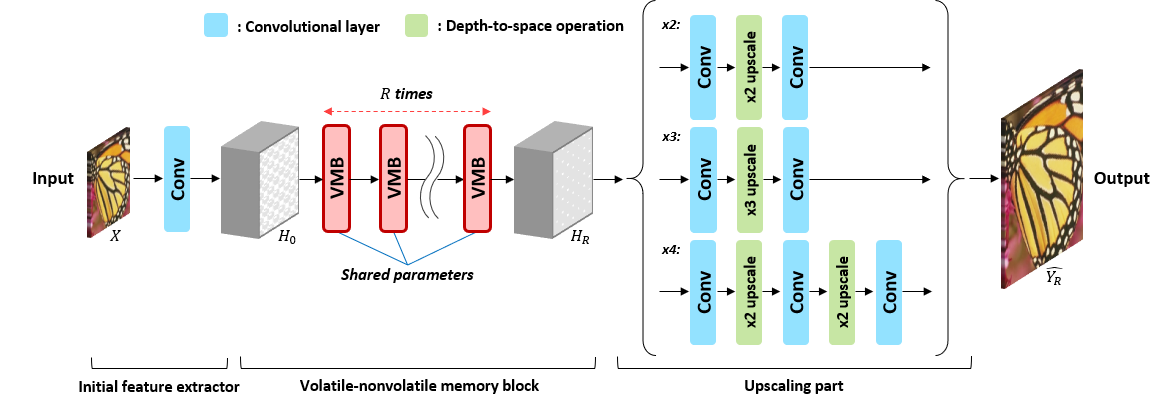 : Convolutional layer
: Depth-to-space operation
Input
X
Conv
H₀
R times
VMB
VMB
VMB
Shared parameters
H_R
x2:
Conv
x2 upscale
Conv
x3:
Conv
x3 upscale
Conv
x4:
Conv
x2 upscale
Conv
x2 upscale
Conv
Output
\widehat{Y_R}
Initial feature extractor
Volatile-nonvolatile memory block
Upscaling part